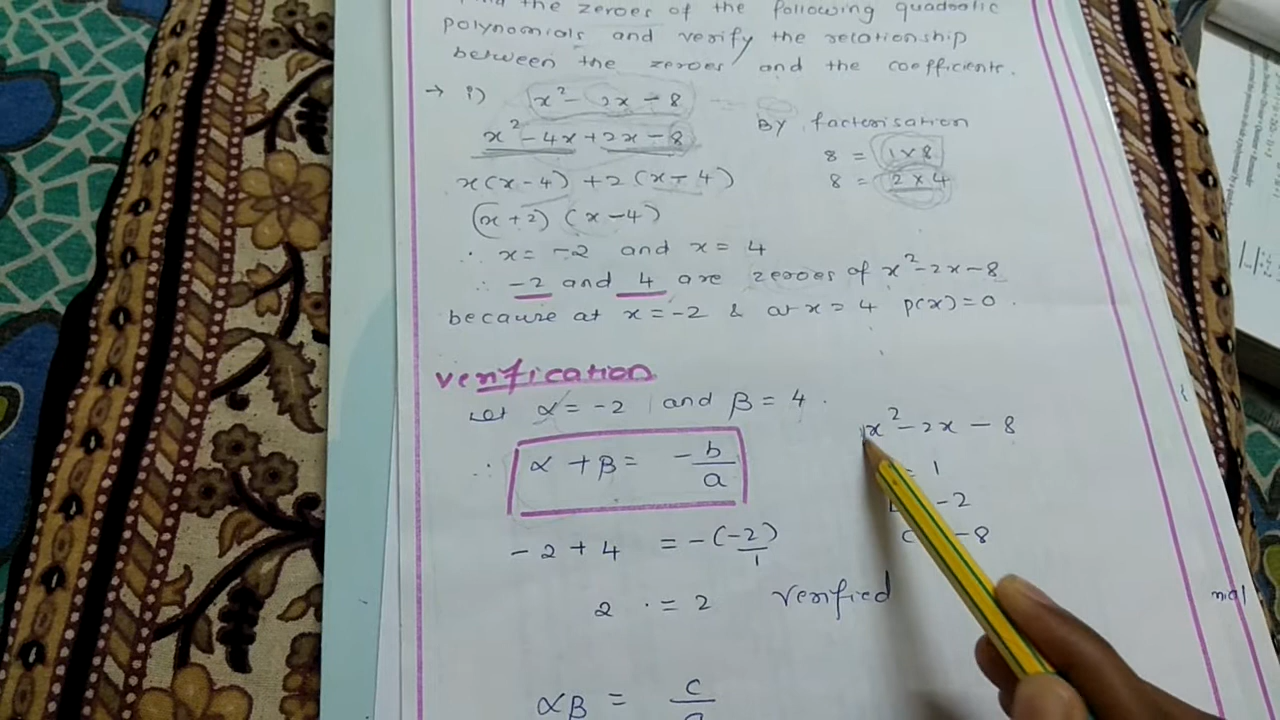 the zeroes of the following quadratic
polynomials and verify the relationship
between the zeroes and the coefficients.
→ i) x² - 2x - 8
x² - 4x + 2x - 8 By factorisation
8 = 1 x 8
x(x - 4) + 2(x - 4) 8 = 2 x 4
(x + 2) (x - 4)
∴ x = -2 and x = 4
∴ -2 and 4 are zeroes of x² - 2x - 8
because at x = -2 & at x = 4 p(x) = 0.
verification
Let α = -2 and β = 4.
x² - 2x - 8
∴ α + β = -b/a
= 1
-2
-8
-2 + 4 = -(-2)/1
2 = 2 Verified
αβ = c/a